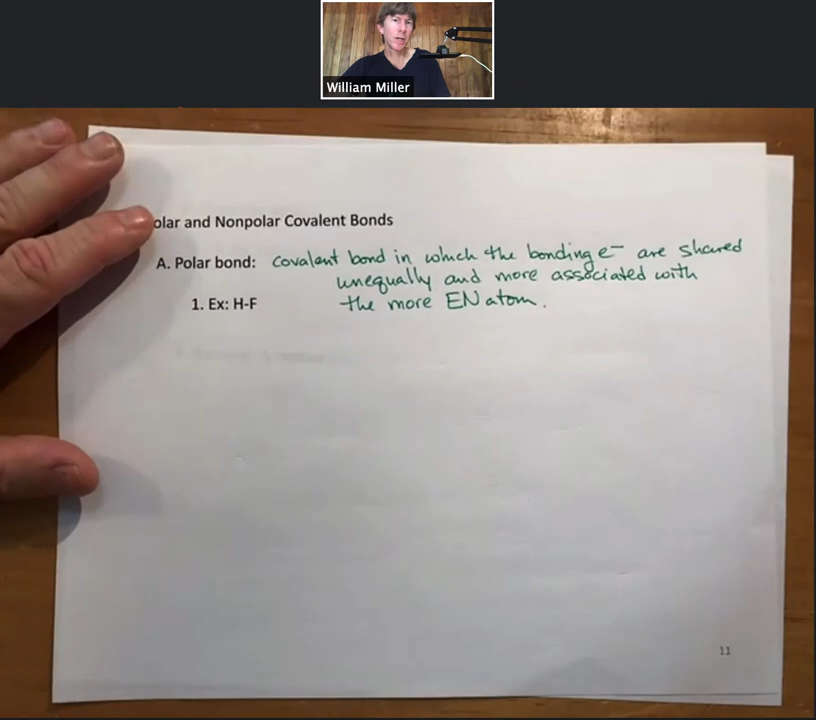 William Miller
olar and Nonpolar Covalent Bonds
A. Polar bond: covalent bond in which the bonding e⁻ are shared
unequally and more associated with
1. Ex: H-F the more EN atom.
11